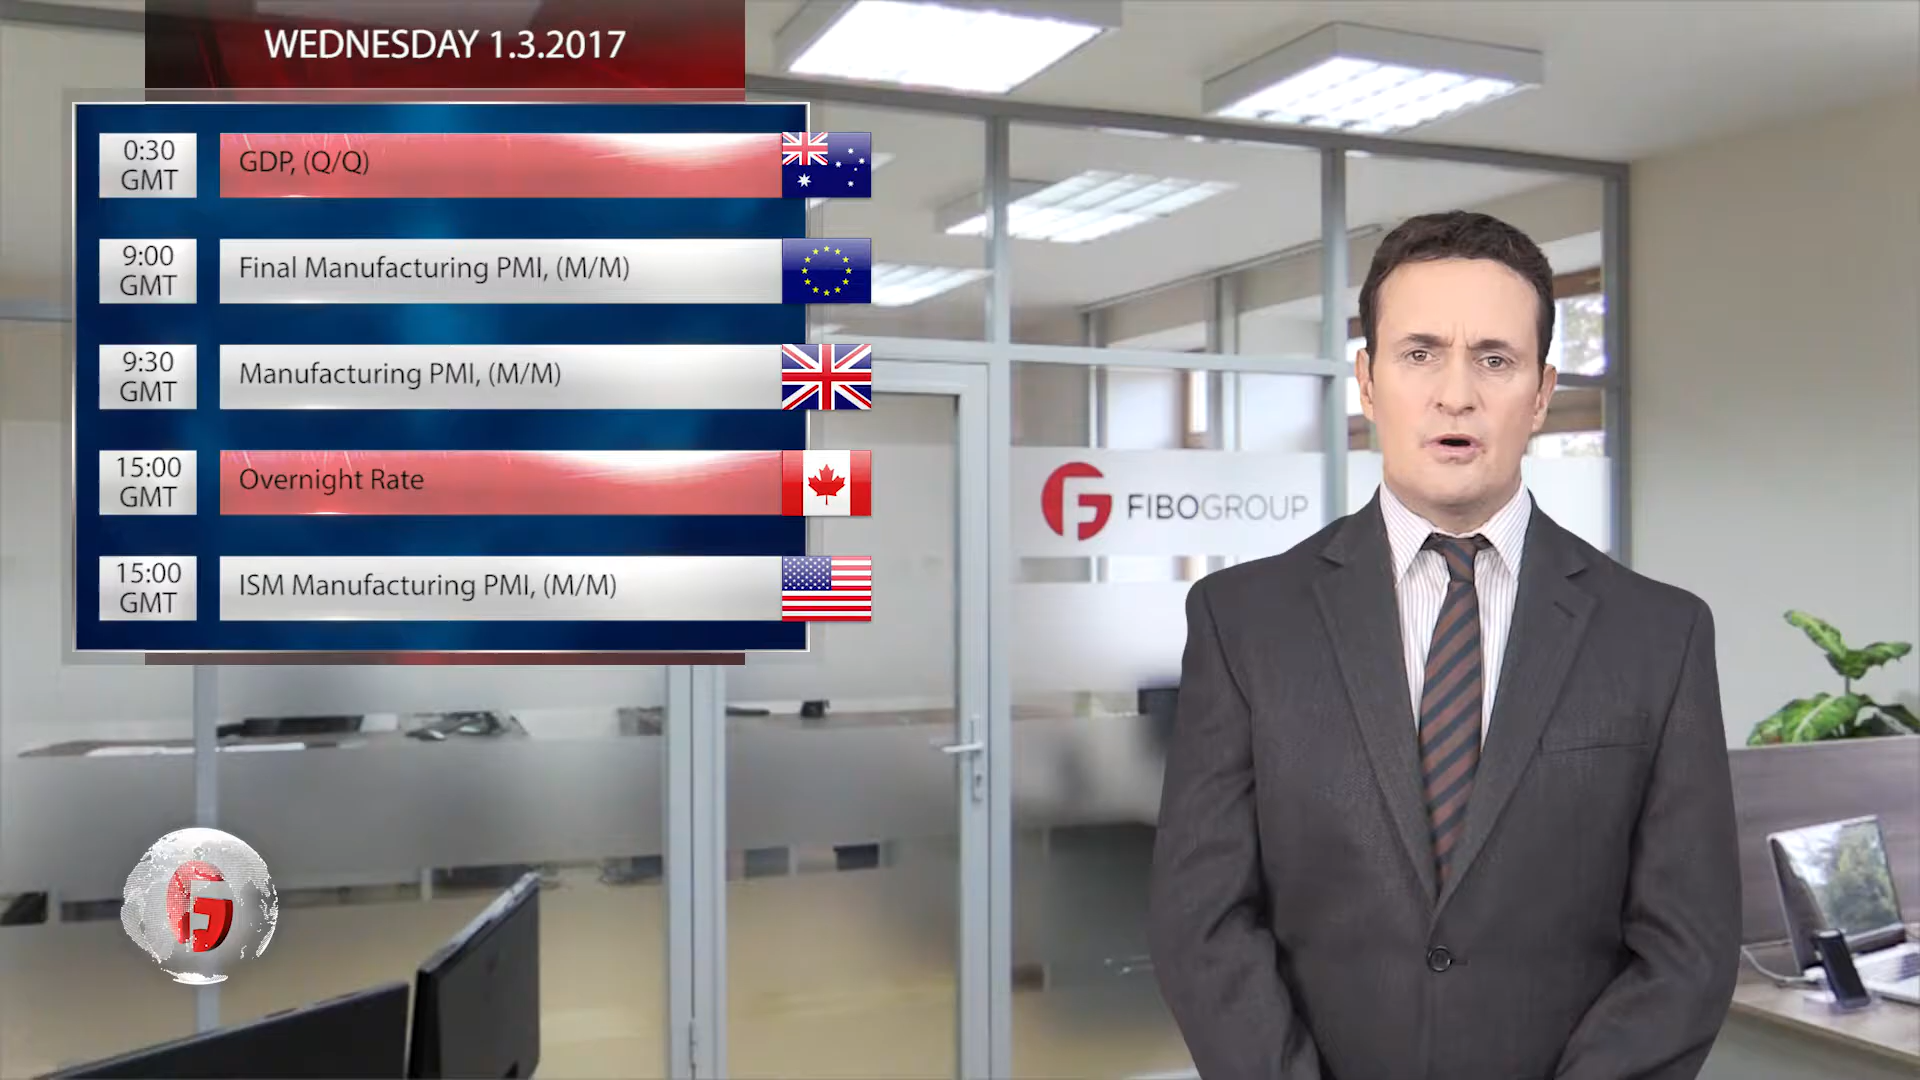 WEDNESDAY 1.3.2017
0:30
GMT
GDP, (Q/Q)
9:00
GMT
Final Manufacturing PMI, (M/M)
9:30
GMT
Manufacturing PMI, (M/M)
15:00
GMT
Overnight Rate
15:00
GMT
ISM Manufacturing PMI, (M/M)
FIBOGROUP